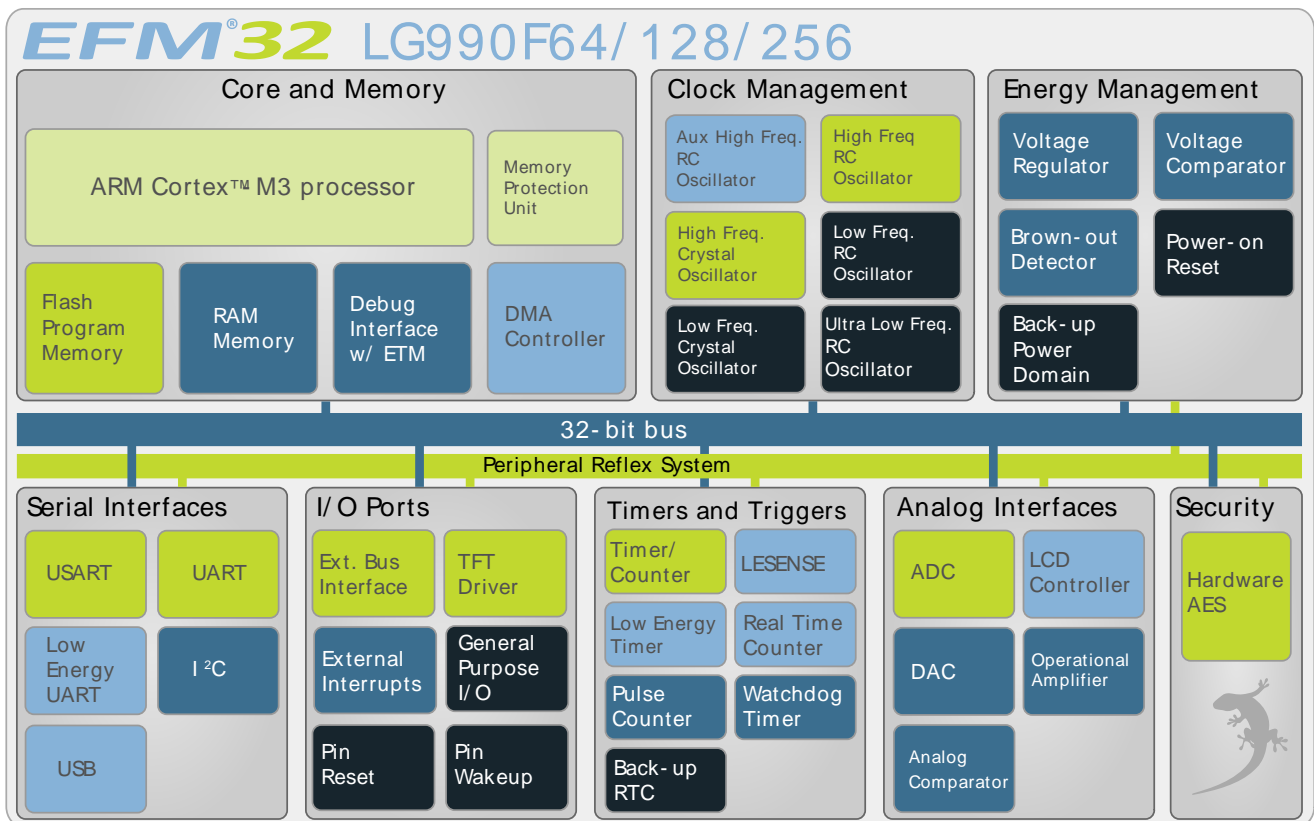 EFM®32 LG990F64/128/256
Core and Memory
ARM Cortex™ M3 processor
Memory
Protection
Unit
Flash
Program
Memory
RAM
Memory
Debug
Interface
w/ ETM
DMA
Controller
Clock Management
Aux High Freq.
RC
Oscillator
High Freq
RC
Oscillator
High Freq.
Crystal
Oscillator
Low Freq.
RC
Oscillator
Low Freq.
Crystal
Oscillator
Ultra Low Freq.
RC
Oscillator
Energy Management
Voltage
Regulator
Voltage
Comparator
Brown-out
Detector
Power-on
Reset
Back-up
Power
Domain
32-bit bus
Peripheral Reflex System
Serial Interfaces
USART
UART
Low
Energy
UART
I²C
USB
I/O Ports
Ext. Bus
Interface
TFT
Driver
External
Interrupts
General
Purpose
I/O
Pin
Reset
Pin
Wakeup
Timers and Triggers
Timer/
Counter
LESENSE
Low Energy
Timer
Real Time
Counter
Pulse
Counter
Watchdog
Timer
Back-up
RTC
Analog Interfaces
ADC
LCD
Controller
DAC
Operational
Amplifier
Analog
Comparator
Security
Hardware
AES